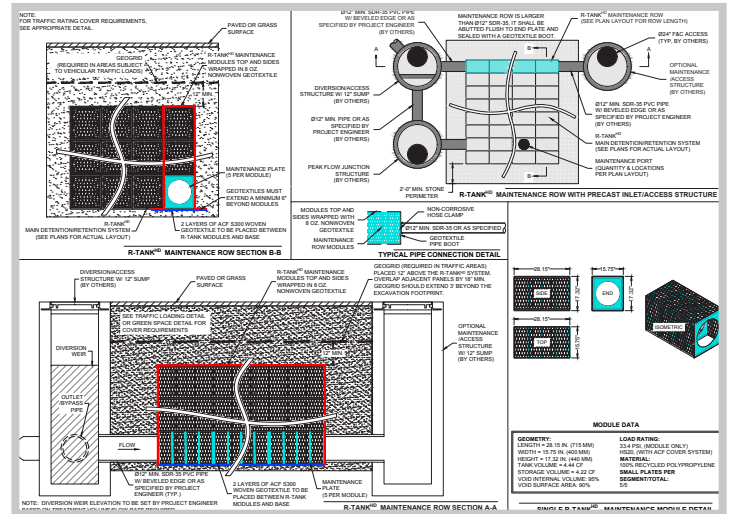 NOTE:
FOR TRAFFIC RATING COVER REQUIREMENTS,
SEE APPROPRIATE DETAIL.
PAVED OR GRASS
SURFACE
GEOGRID
(REQUIRED IN AREAS SUBJECT
TO VEHICULAR TRAFFIC LOADS)
R-TANKHD MAINTENANCE
MODULES TOP AND SIDES
WRAPPED IN 8 OZ.
NONWOVEN GEOTEXTILE
12" MIN.
MAINTENANCE PLATE
(5 PER MODULE)
GEOTEXTILES MUST
EXTEND A MINIMUM 6"
BEYOND MODULES
R-TANKHD
MAIN DETENTION/RETENTION SYSTEM
(SEE PLANS FOR ACTUAL LAYOUT)
2 LAYERS OF ACF S300 WOVEN
GEOTEXTILE TO BE PLACED BETWEEN
R-TANK MODULES AND BASE
R-TANKHD MAINTENANCE ROW SECTION B-B
Ø12" MIN. SDR-35 PVC PIPE
W/ BEVELED EDGE OR AS
SPECIFIED BY PROJECT ENGINEER
(BY OTHERS)
MAINTENANCE ROW IS LARGER
THAN Ø12" SDR-35, IT SHALL BE
ABUTTED FLUSH TO END PLATE AND
SEALED WITH A GEOTEXTILE BOOT.
R-TANKHD MAINTENANCE ROW
(SEE PLAN LAYOUT FOR ROW LENGTH)
Ø24" F&C ACCESS
(TYP, BY OTHERS)
A
A
B
B
OPTIONAL
MAINTENANCE
/ACCESS
STRUCTURE
(BY OTHERS)
DIVERSION/ACCESS
STRUCTURE W/ 12" SUMP
(BY OTHERS)
Ø12" MIN. PIPE OR AS
SPECIFIED BY
PROJECT ENGINEER
(BY OTHERS)
PEAK FLOW JUNCTION
STRUCTURE
(BY OTHERS)
2'-0" MIN. STONE
PERIMETER
Ø12" MIN. SDR-35 PVC PIPE
W/ BEVELED EDGE OR AS
SPECIFIED BY PROJECT ENGINEER
(BY OTHERS)
R-TANKHD
MAIN DETENTION/RETENTION SYSTEM
(SEE PLANS FOR ACTUAL LAYOUT)
MAINTENANCE PORT
(QUANTITY & LOCATIONS
PER PLAN LAYOUT)
R-TANKHD MAINTENANCE ROW WITH PRECAST INLET/ACCESS STRUCTURE
MODULES TOP AND
SIDES WRAPPED WITH
8 OZ. NONWOVEN
GEOTEXTILE
MAINTENANCE
ROW MODULES
NON-CORROSIVE
HOSE CLAMP
Ø12" MIN. SDR-35 OR AS SPECIFIED
GEOTEXTILE
PIPE BOOT
TYPICAL PIPE CONNECTION DETAIL
DIVERSION/ACCESS
STRUCTURE W/ 12" SUMP
(BY OTHERS)
PAVED OR GRASS
SURFACE
R-TANKHD MAINTENANCE
MODULES TOP AND SIDES
WRAPPED IN 8 OZ.
NONWOVEN GEOTEXTILE
GEOGRID (REQUIRED IN TRAFFIC AREAS)
PLACED 12" ABOVE THE R-TANKHD SYSTEM.
OVERLAP ADJACENT PANELS BY 18" MIN.
GEOGRID SHOULD EXTEND 3' BEYOND THE
EXCAVATION FOOTPRINT.
SEE TRAFFIC LOADING DETAIL
OR GREEN SPACE DETAIL FOR
COVER REQUIREMENTS
12" MIN.
OPTIONAL
MAINTENANCE
/ACCESS
STRUCTURE
W/ 12" SUMP
(BY OTHERS)
DIVERSION
WEIR
OUTLET
/BYPASS
PIPE
FLOW
Ø12" MIN. SDR-35 PVC PIPE
W/ BEVELED EDGE OR AS
SPECIFIED BY PROJECT
ENGINEER (TYP.)
2 LAYERS OF ACF S300
WOVEN GEOTEXTILE TO BE
PLACED BETWEEN R-TANK
MODULES AND BASE
MAINTENANCE
PLATE
(5 PER MODULE)
NOTE: DIVERSION WEIR ELEVATION TO BE SET BY PROJECT ENGINEER
BASED ON TREATMENT VOLUME/FLOW RATE REQUIRED.
R-TANKHD MAINTENANCE ROW SECTION A-A
28.15"
15.75"
SIDE
17.32"
END
17.32"
28.15"
TOP
15.75"
ISOMETRIC
MODULE DATA
GEOMETRY:
LENGTH = 28.15 IN. (715 MM)
WIDTH = 15.75 IN. (400 MM)
HEIGHT = 17.32 IN. (440 MM)
TANK VOLUME = 4.44 CF
STORAGE VOLUME = 4.22 CF
VOID INTERNAL VOLUME: 95%
VOID SURFACE AREA: 90%
LOAD RATING:
33.4 PSI, (MODULE ONLY)
HS20, (WITH ACF COVER SYSTEM)
MATERIAL:
100% RECYCLED POLYPROPYLENE
SMALL PLATES PER
SEGMENT/TOTAL:
5/5
SINGLE R-TANKHD MAINTENANCE MODULE DETAIL